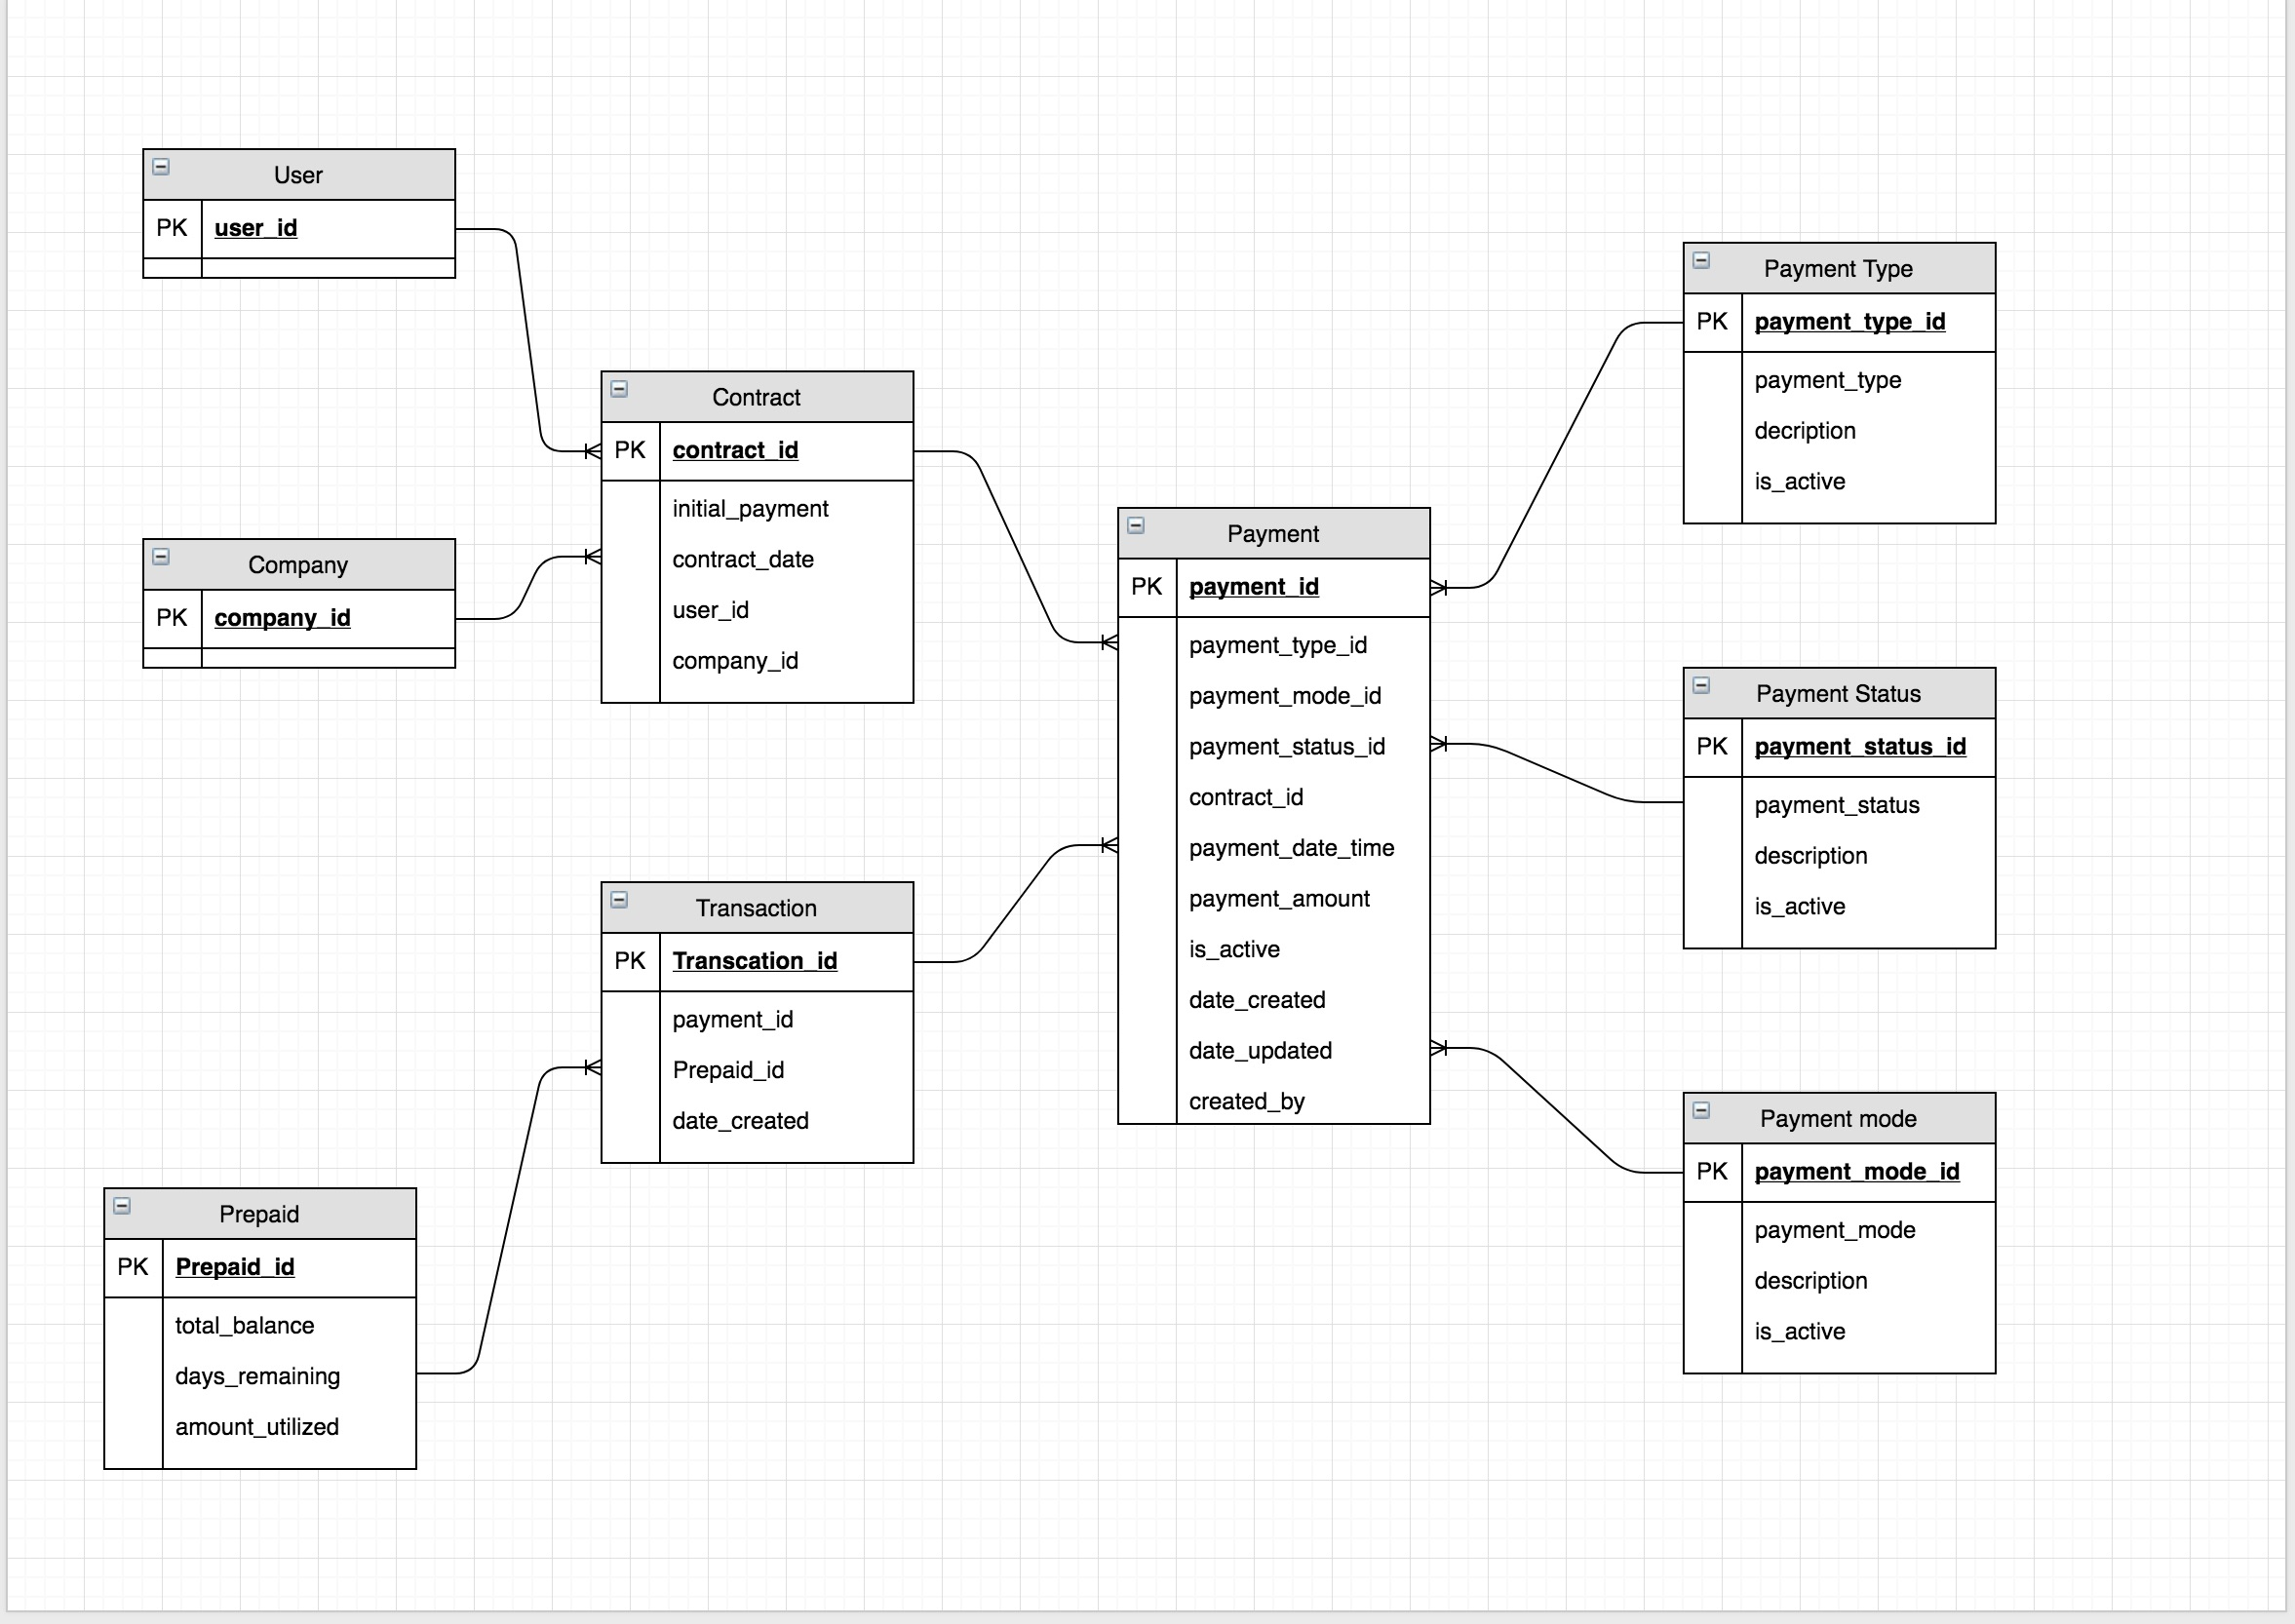 User
PK user_id
Company
PK company_id
Contract
PK contract_id
initial_payment
contract_date
user_id
company_id
Transaction
PK Transcation_id
payment_id
Prepaid_id
date_created
Prepaid
PK Prepaid_id
total_balance
days_remaining
amount_utilized
Payment
PK payment_id
payment_type_id
payment_mode_id
payment_status_id
contract_id
payment_date_time
payment_amount
is_active
date_created
date_updated
created_by
Payment Type
PK payment_type_id
payment_type
decription
is_active
Payment Status
PK payment_status_id
payment_status
description
is_active
Payment mode
PK payment_mode_id
payment_mode
description
is_active